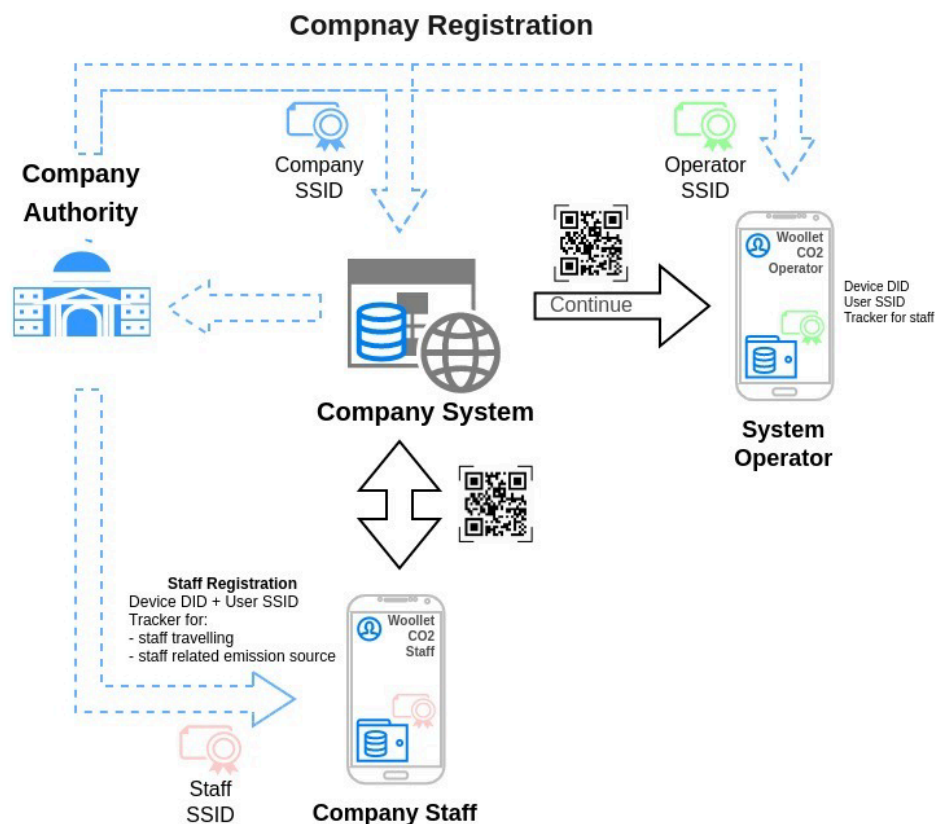 Compnay Registration
Company
SSID
Operator
SSID
Company
Authority
Continue
Woollet
CO2
Operator
Device DID
User SSID
Tracker for staff
Company System
System
Operator
Staff Registration
Device DID + User SSID
Tracker for:
- staff travelling
- staff related emission source
Woollet
CO2
Staff
Staff
SSID
Company Staff